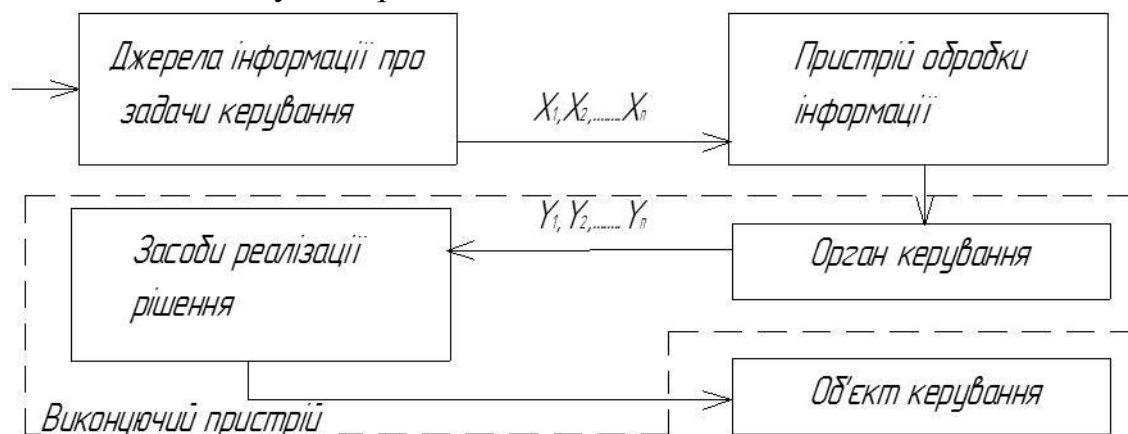 Джерела інформації про
задачи керування
X₁, X₂,........ Xₙ
Пристрій обробки
інформації
Засоби реалізації
рішення
Y₁, Y₂,........ Yₙ
Орган керування
Об'єкт керування
Виконуючий пристрій